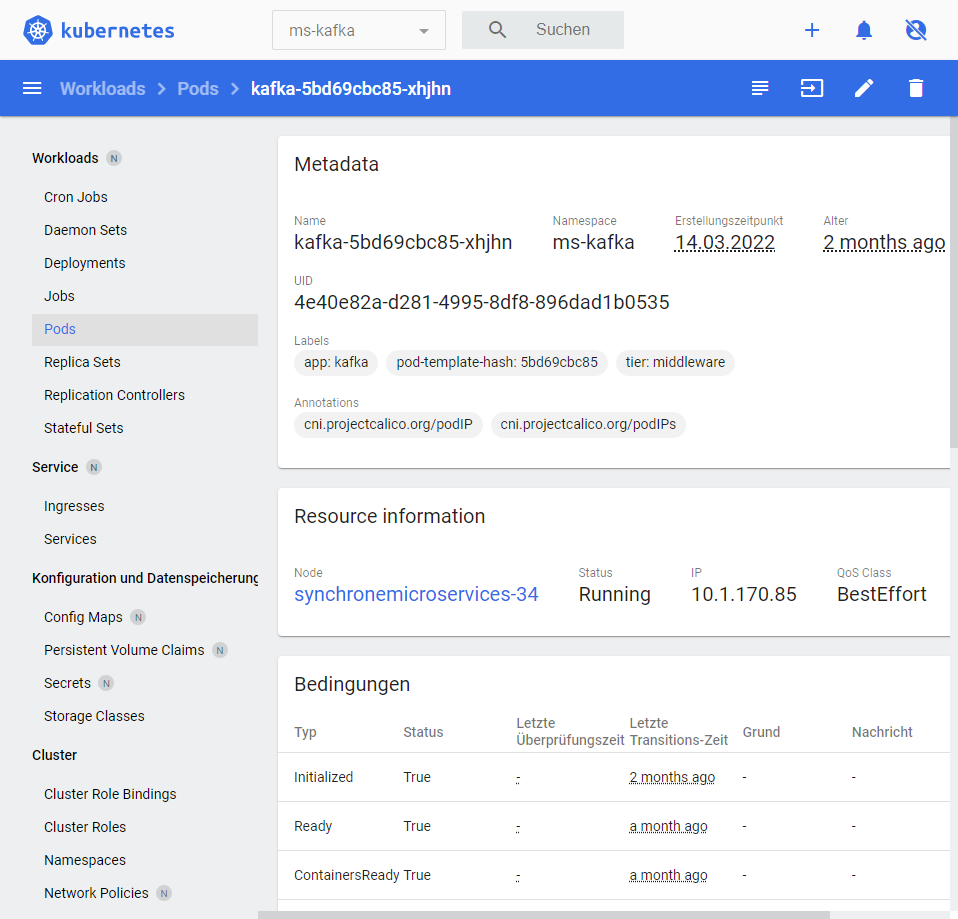 kubernetes
ms-kafka
Suchen
Workloads
Pods
kafka-5bd69cbc85-xhjhn
Workloads N
Cron Jobs
Daemon Sets
Deployments
Jobs
Pods
Replica Sets
Replication Controllers
Stateful Sets
Service N
Ingresses
Services
Konfiguration und Datenspeicherung
Config Maps N
Persistent Volume Claims N
Secrets N
Storage Classes
Cluster
Cluster Role Bindings
Cluster Roles
Namespaces
Network Policies N
Metadata
Name Namespace Erstellungszeitpunkt Alter
kafka-5bd69cbc85-xhjhn ms-kafka 14.03.2022 2 months ago
UID
4e40e82a-d281-4995-8df8-896dad1b0535
Labels
app: kafka pod-template-hash: 5bd69cbc85 tier: middleware
Annotations
cni.projectcalico.org/podIP cni.projectcalico.org/podIPs
Resource information
Node Status IP QoS Class
synchronemicroservices-34 Running 10.1.170.85 BestEffort
Bedingungen
Typ Status Letzte Überprüfungszeit Letzte Transitions-Zeit Grund Nachricht
Initialized True - 2 months ago - -
Ready True - a month ago - -
ContainersReady True - a month ago - -